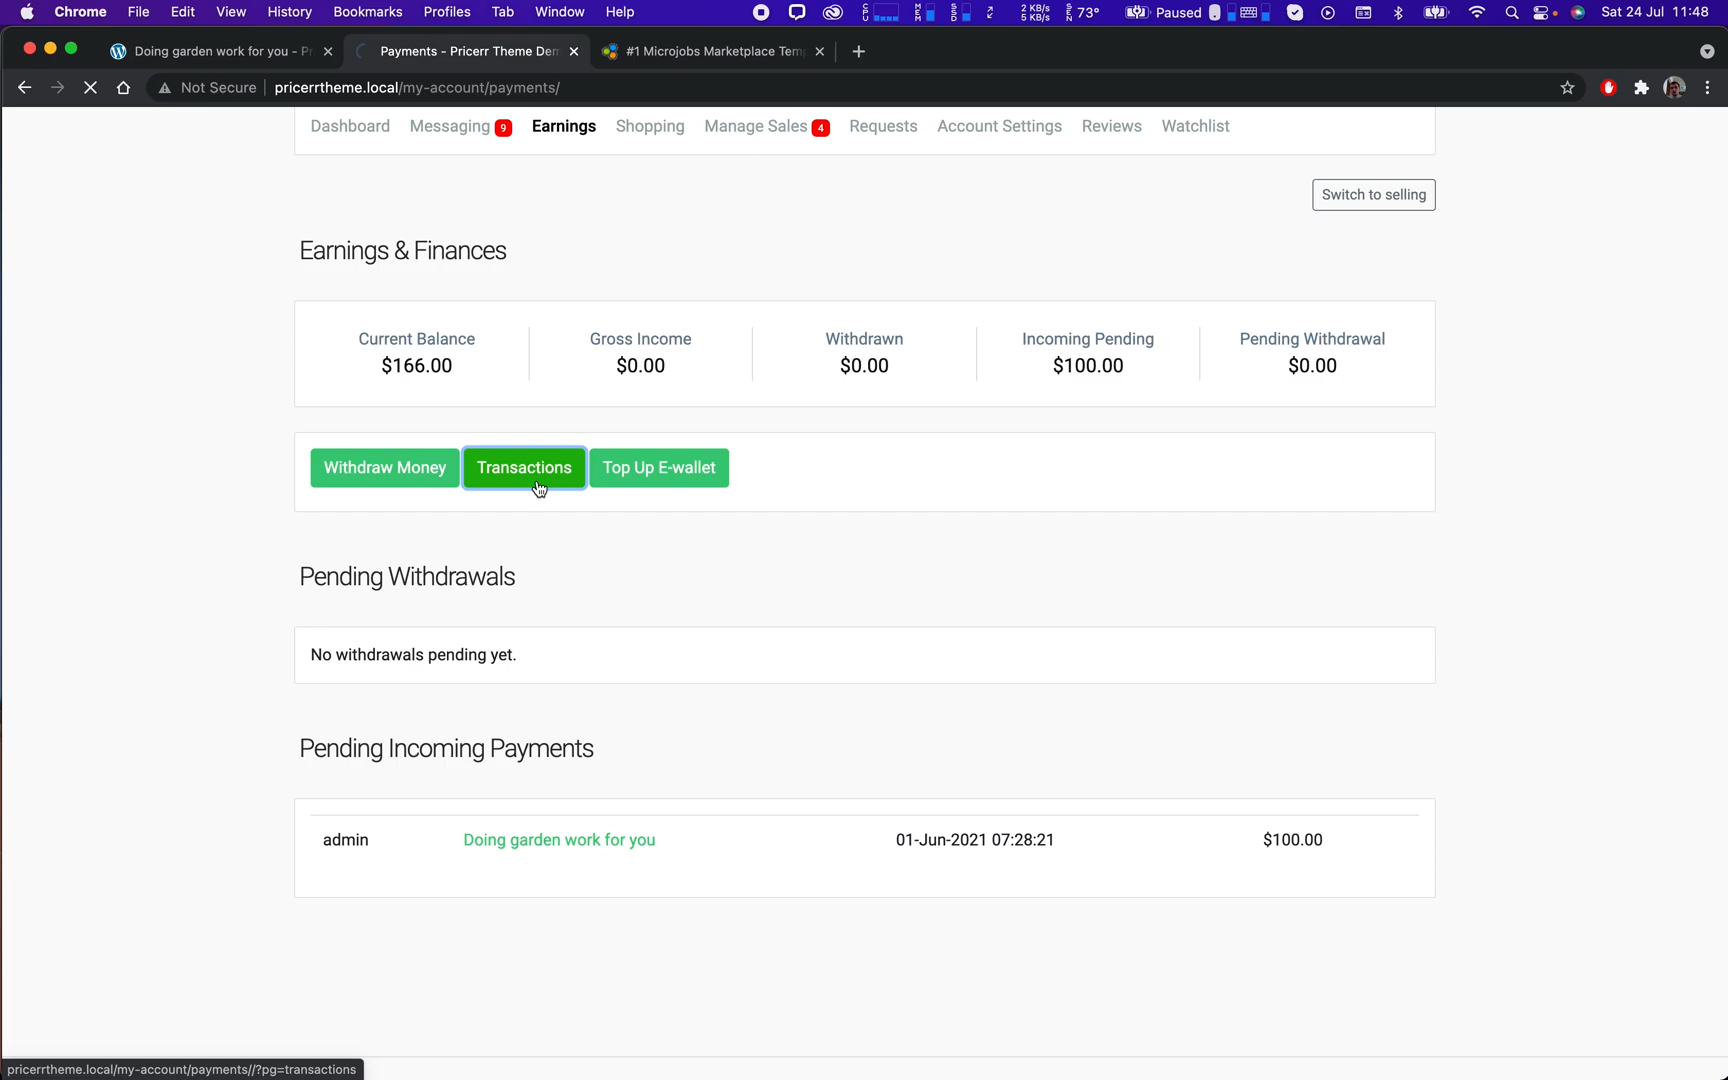 Chrome File Edit View History Bookmarks Profiles Tab Window Help 2 KB/s 5 KB/s 73° Paused Sat 24 Jul 11:48
Doing garden work for you - Pr Payments - Pricerr Theme Dem #1 Microjobs Marketplace Tem
Not Secure pricerrtheme.local/my-account/payments/
Dashboard Messaging 9 Earnings Shopping Manage Sales 4 Requests Account Settings Reviews Watchlist
Switch to selling
Earnings & Finances
Current Balance Gross Income Withdrawn Incoming Pending Pending Withdrawal
$166.00 $0.00 $0.00 $100.00 $0.00
Withdraw Money Transactions Top Up E-wallet
Pending Withdrawals
No withdrawals pending yet.
Pending Incoming Payments
admin Doing garden work for you 01-Jun-2021 07:28:21 $100.00
pricerrtheme.local/my-account/payments//?pg=transactions